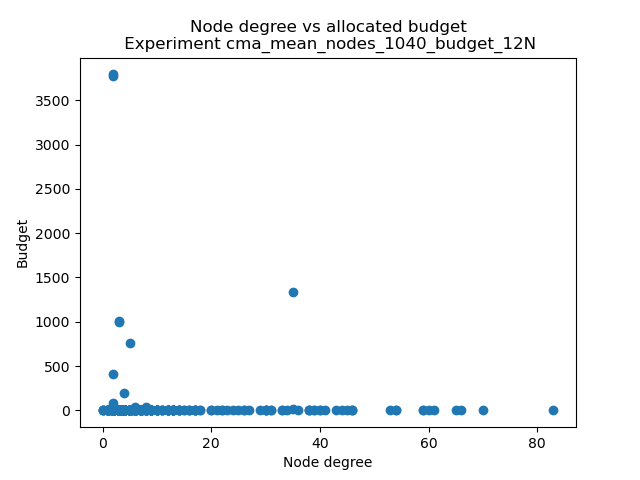 Node degree vs allocated budget
Experiment cma_mean_nodes_1040_budget_12N
3500
3000
2500
2000
1500
1000
500
0
Budget
0 20 40 60 80
Node degree